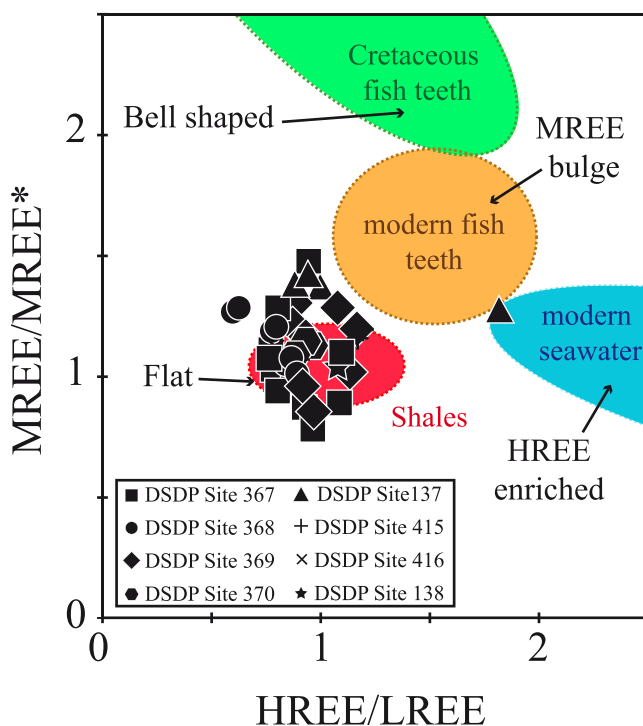 Cretaceous
fish teeth
Bell shaped
MREE
bulge
modern fish
teeth
modern
seawater
Flat
Shales
HREE
enriched
MREE/MREE*
2
1
0
DSDP Site 367
DSDP Site 368
DSDP Site 369
DSDP Site 370
DSDP Site137
DSDP Site 415
DSDP Site 416
DSDP Site 138
0 1 2
HREE/LREE